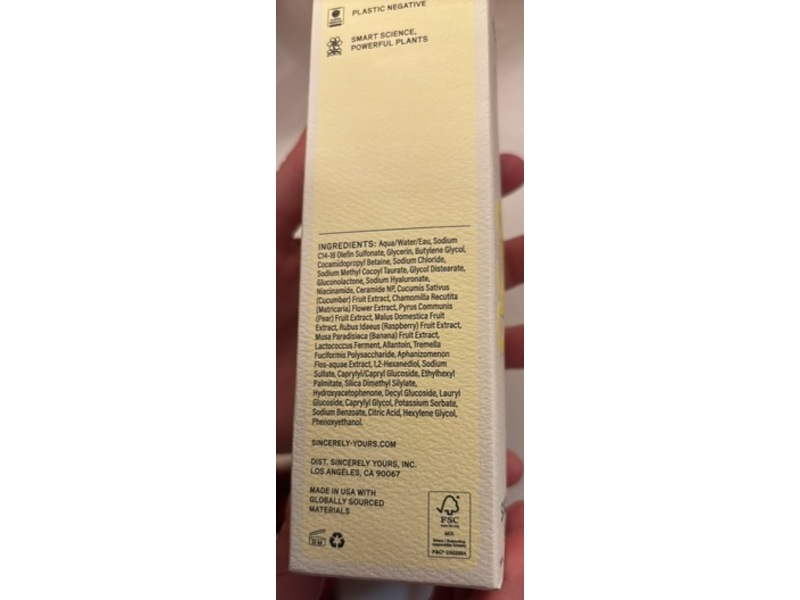 PLASTIC NEGATIVE
SMART SCIENCE,
POWERFUL PLANTS
INGREDIENTS: Aqua/Water/Eau, Sodium
C14-16 Olefin Sulfonate, Glycerin, Butylene Glycol,
Cocamidopropyl Betaine, Sodium Chloride,
Sodium Methyl Cocoyl Taurate, Glycol Distearate,
Gluconolactone, Sodium Hyaluronate,
Niacinamide, Ceramide NP, Cucumis Sativus
(Cucumber) Fruit Extract, Chamomilla Recutita
(Matricaria) Flower Extract, Pyrus Communis
(Pear) Fruit Extract, Malus Domestica Fruit
Extract, Rubus Idaeus (Raspberry) Fruit Extract,
Musa Paradisiaca (Banana) Fruit Extract,
Lactococcus Ferment, Allantoin, Tremella
Fuciformis Polysaccharide, Aphanizomenon
Flos-aquae Extract, 1,2-Hexanediol, Sodium
Sulfate, Caprylyl/Capryl Glucoside, Ethylhexyl
Palmitate, Silica Dimethyl Silylate,
Hydroxyacetophenone, Decyl Glucoside, Lauryl
Glucoside, Caprylyl Glycol, Potassium Sorbate,
Sodium Benzoate, Citric Acid, Hexylene Glycol,
Phenoxyethanol.
SINCERELY-YOURS.COM
DIST. SINCERELY YOURS, INC.
LOS ANGELES, CA 90067
MADE IN USA WITH
GLOBALLY SOURCED
MATERIALS
12 M
FSC
MIX